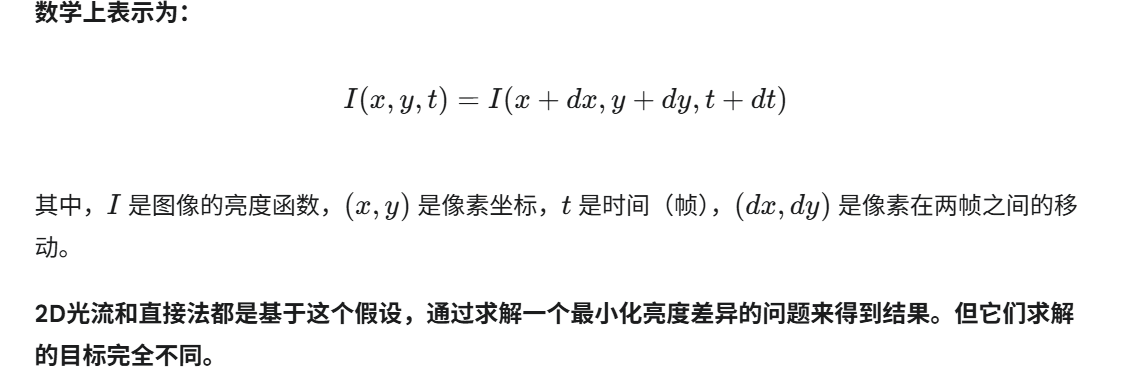 数学上表示为：
I(x, y, t) = I(x + dx, y + dy, t + dt)
其中，I 是图像的亮度函数，(x, y) 是像素坐标，t 是时间（帧），(dx, dy) 是像素在两帧之间的移
动。
2D光流和直接法都是基于这个假设，通过求解一个最小化亮度差异的问题来得到结果。但它们求解
的目标完全不同。